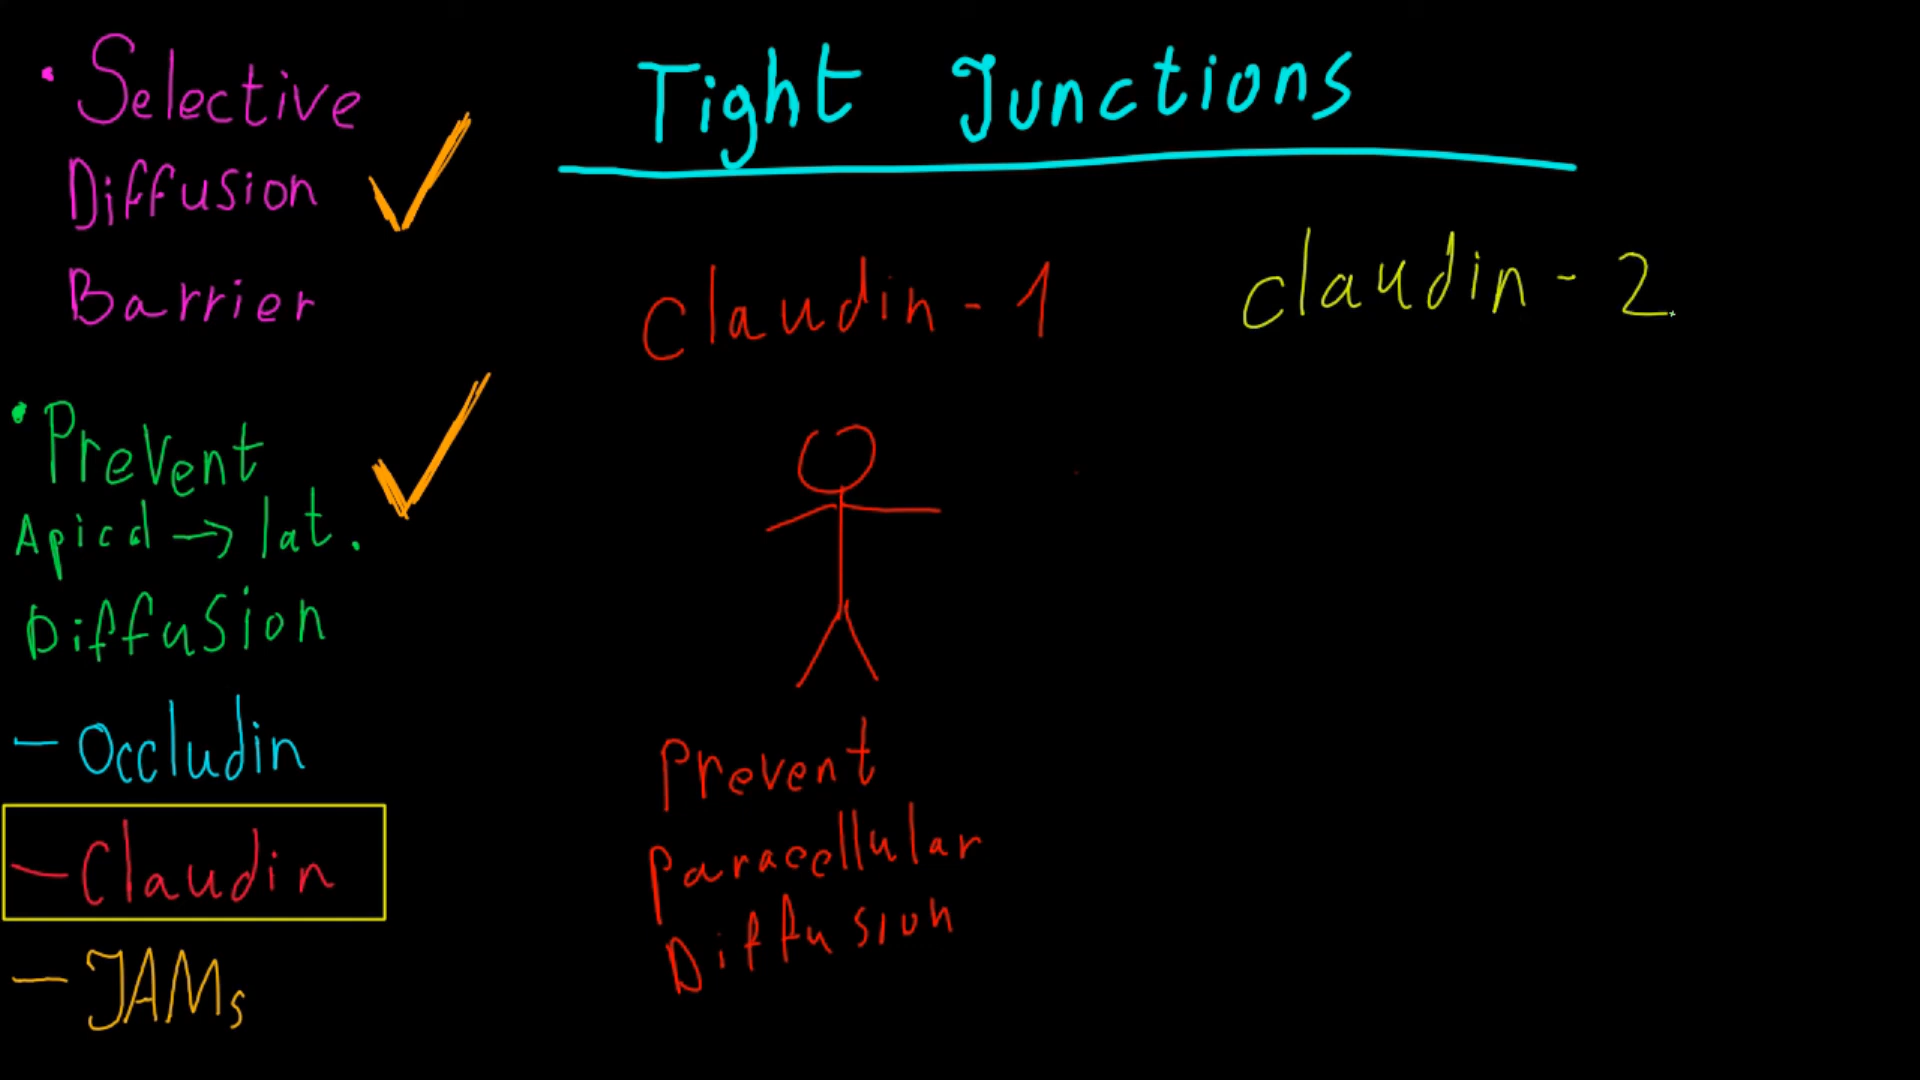 Tight Junctions
• Selective
Diffusion
Barrier
• Prevent
Apical → lat.
Diffusion
- Occludin
- Claudin
- JAMs
Claudin - 1
Prevent
Paracellular
Diffusion
Claudin - 2